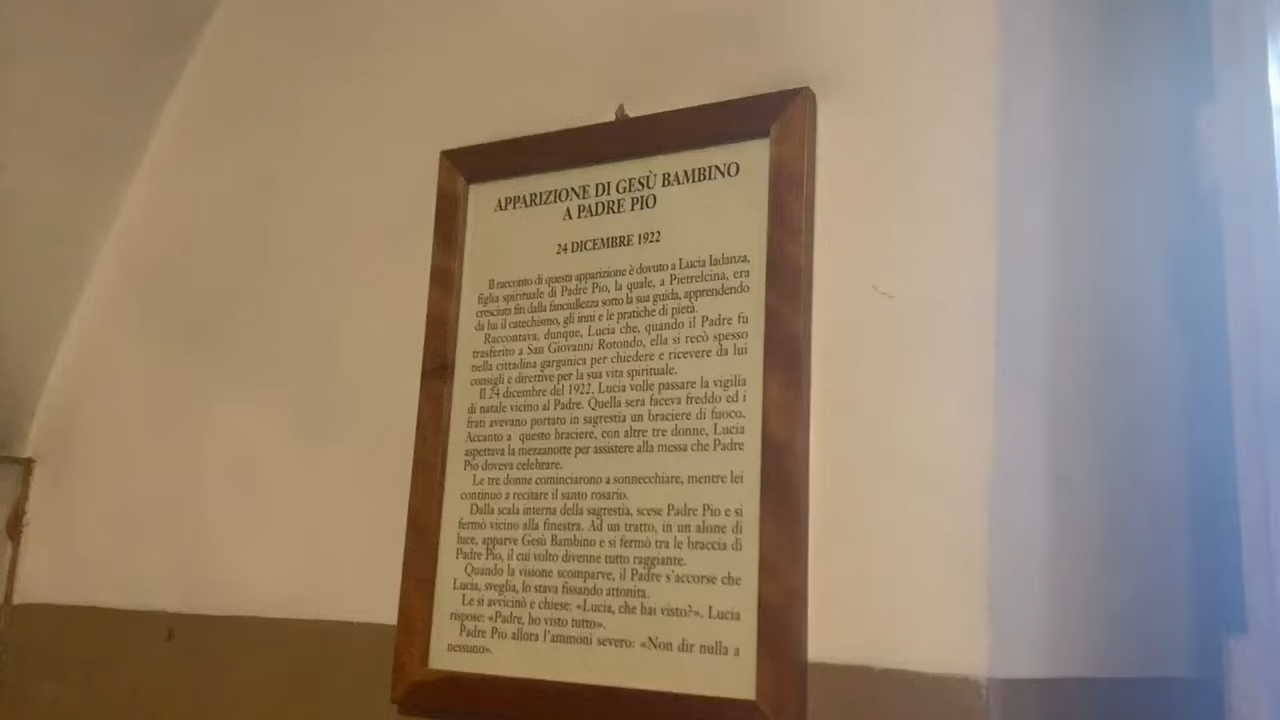 APPARIZIONE DI GESÙ BAMBINO
A PADRE PIO
24 DICEMBRE 1922
Il racconto di questa apparizione è dovuto a Lucia Iadanza,
figlia spirituale di Padre Pio, la quale, a Pietrelcina, era
cresciuta fin dalla fanciullezza sotto la sua guida, apprendendo
da lui il catechismo, gli inni e le pratiche di pietà.
Raccontava, dunque, Lucia che, quando il Padre fu
trasferito a San Giovanni Rotondo, ella si recò spesso
nella cittadina garganica per chiedere e ricevere da lui
consigli e direttive per la sua vita spirituale.
Il 24 dicembre del 1922, Lucia volle passare la vigilia
di natale vicino al Padre. Quella sera faceva freddo ed i
frati avevano portato in sagrestia un braciere di fuoco.
Accanto a questo braciere, con altre tre donne, Lucia
aspettava la mezzanotte per assistere alla messa che Padre
Pio doveva celebrare.
Le tre donne cominciarono a sonnecchiare, mentre lei
continuò a recitare il santo rosario.
Dalla scala interna della sagrestia, scese Padre Pio e si
fermò vicino alla finestra. Ad un tratto, in un alone di
luce, apparve Gesù Bambino e si fermò tra le braccia di
Padre Pio, il cui volto divenne tutto raggiante.
Quando la visione scomparve, il Padre s'accorse che
Lucia, sveglia, lo stava fissando attonita.
Le si avvicinò e chiese: «Lucia, che hai visto?». Lucia
rispose: «Padre, ho visto tutto».
Padre Pio allora l'ammonì severo: «Non dir nulla a
nessuno».